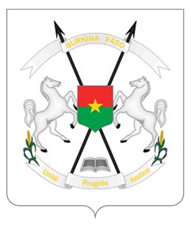 BURKINA FASO
Unité Progrès Justice